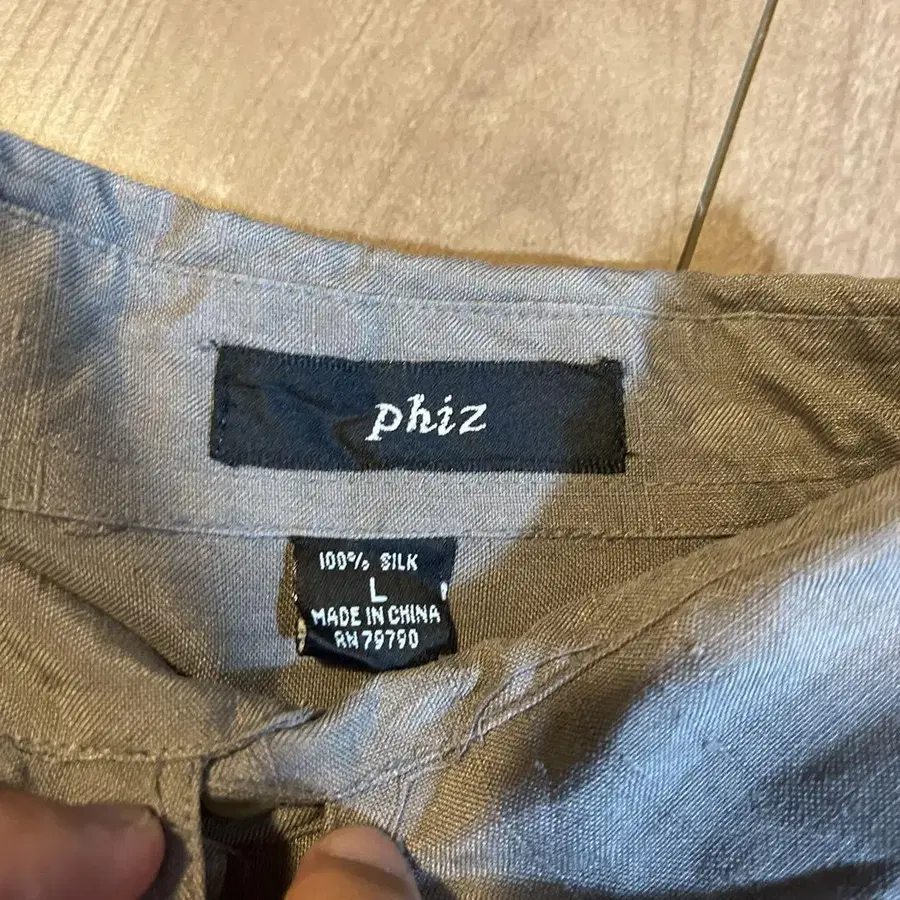 phiz
100% SILK
L
MADE IN CHINA
RN 79790